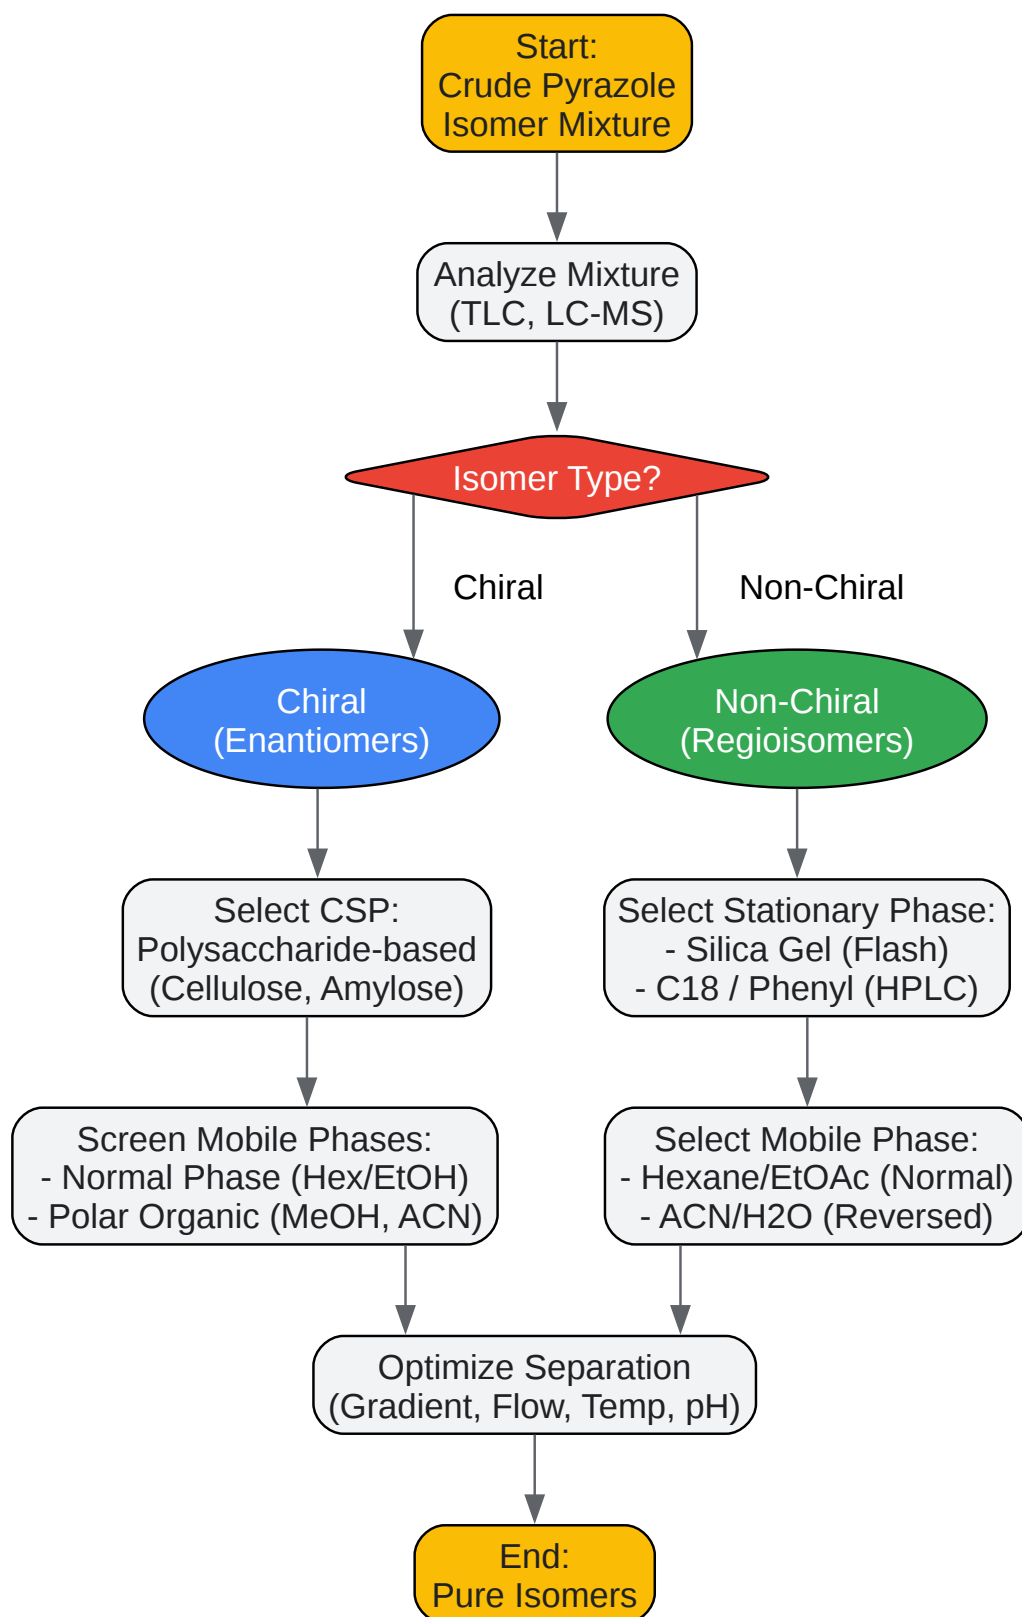 Start:
Crude Pyrazole
Isomer Mixture
Analyze Mixture
(TLC, LC-MS)
Isomer Type?
Chiral
Non-Chiral
Chiral
(Enantiomers)
Non-Chiral
(Regioisomers)
Select CSP:
Polysaccharide-based
(Cellulose, Amylose)
Select Stationary Phase:
- Silica Gel (Flash)
- C18 / Phenyl (HPLC)
Screen Mobile Phases:
- Normal Phase (Hex/EtOH)
- Polar Organic (MeOH, ACN)
Select Mobile Phase:
- Hexane/EtOAc (Normal)
- ACN/H2O (Reversed)
Optimize Separation
(Gradient, Flow, Temp, pH)
End:
Pure Isomers